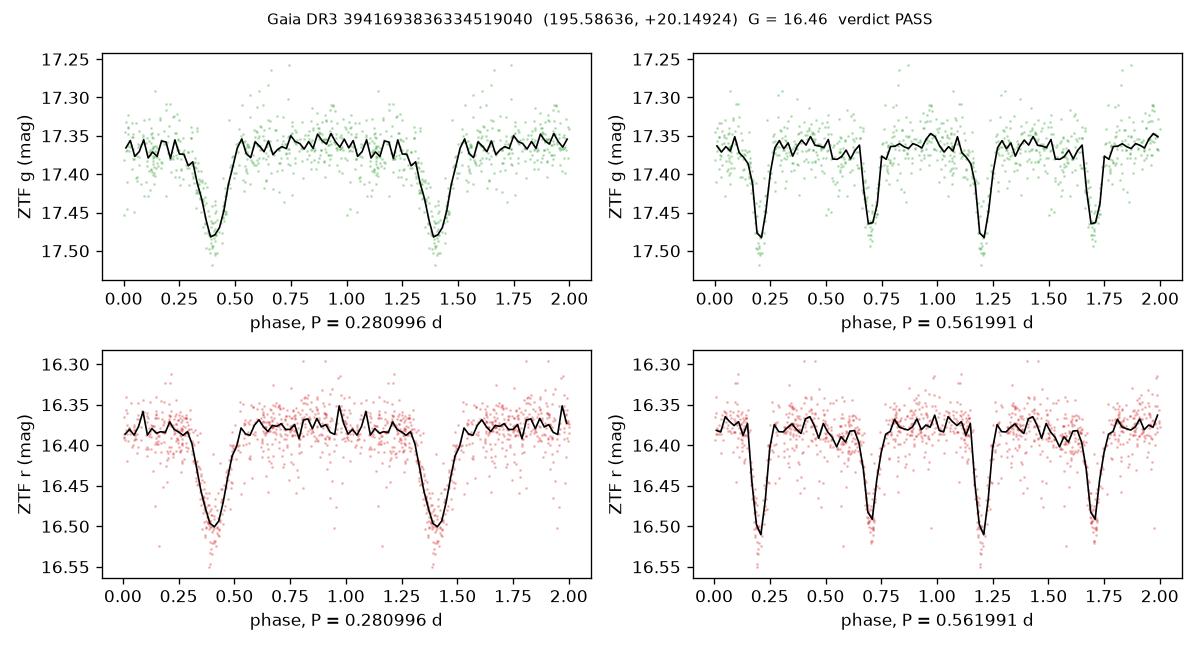 Gaia DR3 3941693836334519040 (195.58636, +20.14924) G = 16.46 verdict PASS
17.25
17.30
17.35
17.40
17.45
17.50
ZTF g (mag)
0.00 0.25 0.50 0.75 1.00 1.25 1.50 1.75 2.00
phase, P = 0.280996 d
17.25
17.30
17.35
17.40
17.45
17.50
ZTF g (mag)
0.00 0.25 0.50 0.75 1.00 1.25 1.50 1.75 2.00
phase, P = 0.561991 d
16.30
16.35
16.40
16.45
16.50
16.55
ZTF r (mag)
0.00 0.25 0.50 0.75 1.00 1.25 1.50 1.75 2.00
phase, P = 0.280996 d
16.30
16.35
16.40
16.45
16.50
16.55
ZTF r (mag)
0.00 0.25 0.50 0.75 1.00 1.25 1.50 1.75 2.00
phase, P = 0.561991 d